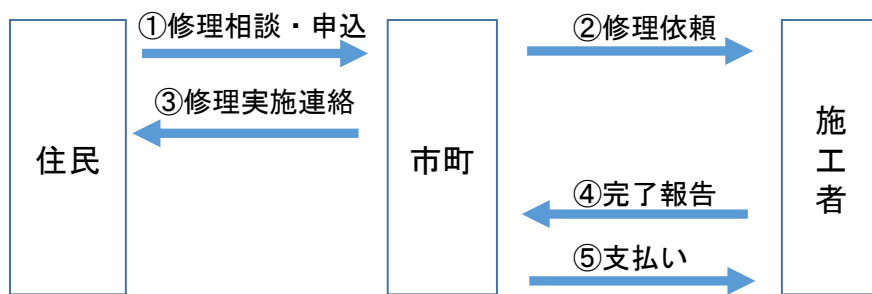 ①修理相談・申込
②修理依頼
③修理実施連絡
住民
市町
施工者
④完了報告
⑤支払い